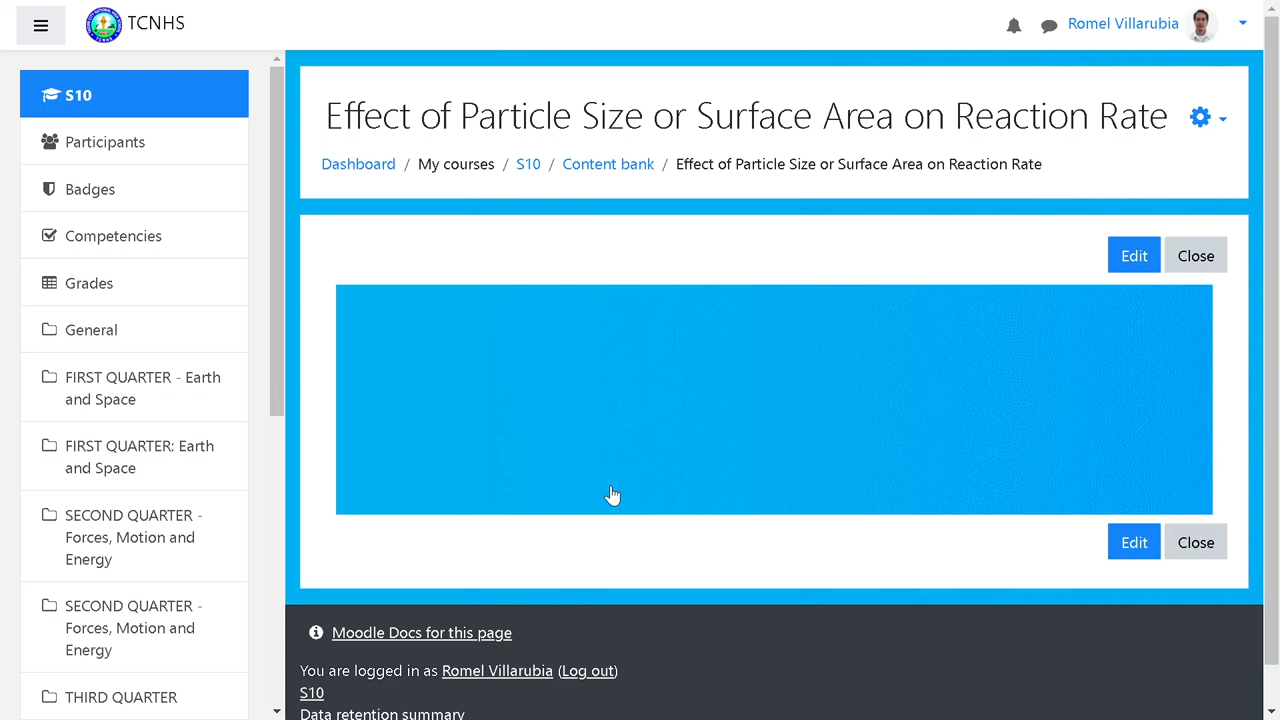 TCNHS
Romel Villarubia
S10
Participants
Badges
Competencies
Grades
General
FIRST QUARTER - Earth
and Space
FIRST QUARTER: Earth
and Space
SECOND QUARTER -
Forces, Motion and
Energy
SECOND QUARTER -
Forces, Motion and
Energy
THIRD QUARTER
Effect of Particle Size or Surface Area on Reaction Rate
Dashboard / My courses / S10 / Content bank / Effect of Particle Size or Surface Area on Reaction Rate
Edit Close
Edit Close
Moodle Docs for this page
You are logged in as Romel Villarubia (Log out)
S10
Data retention summary